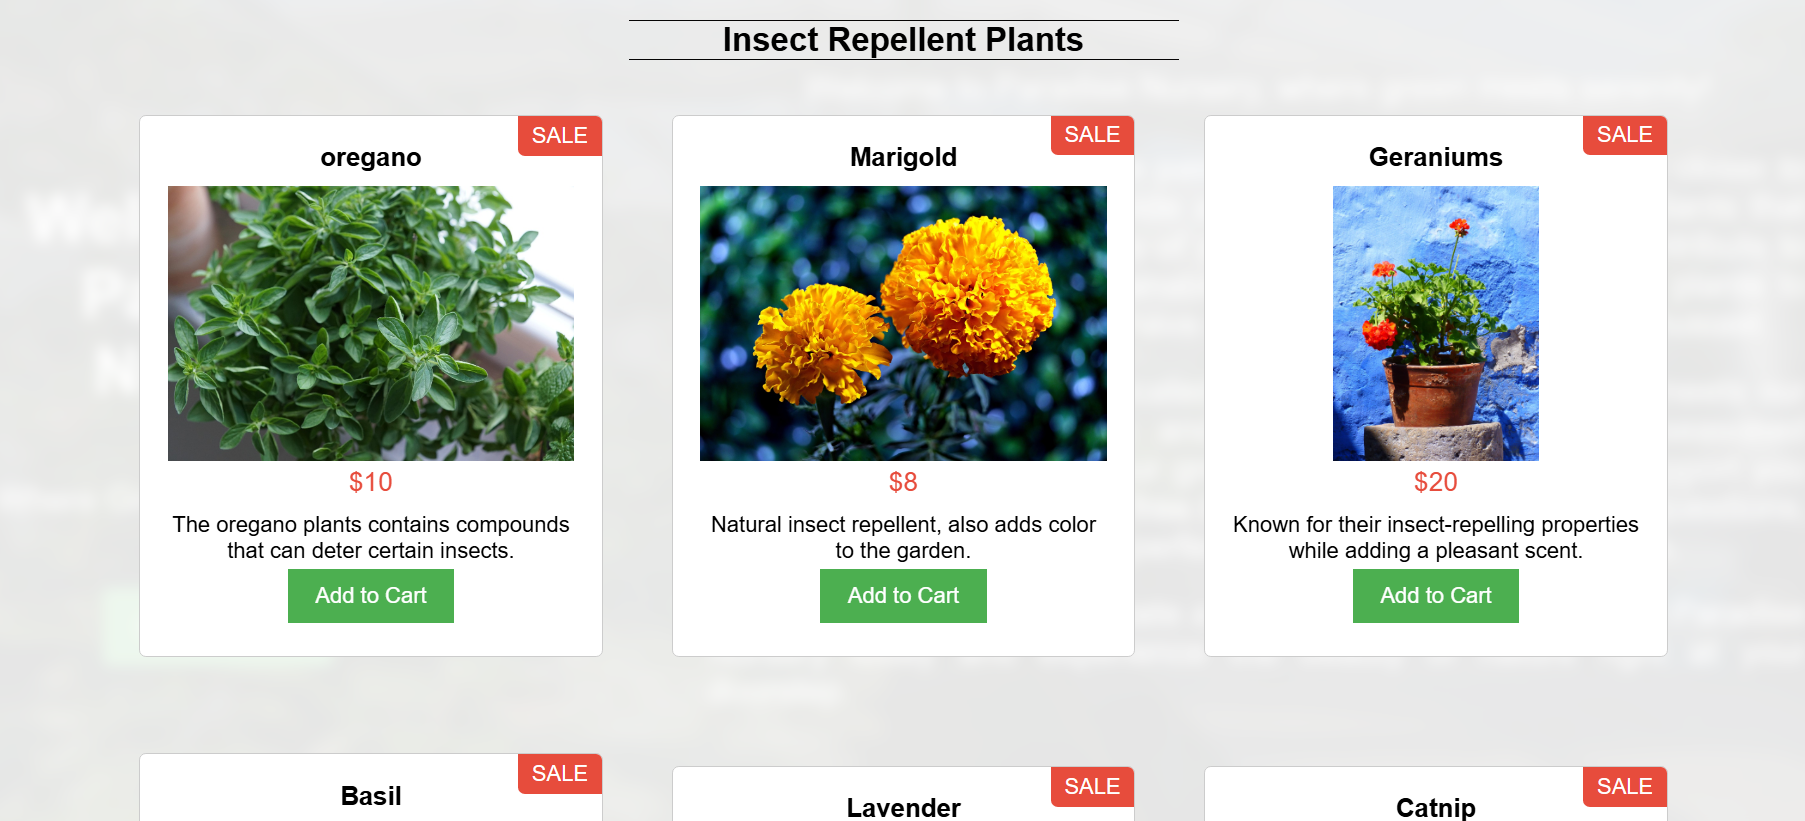 Insect Repellent Plants
SALE
oregano
$10
The oregano plants contains compounds
that can deter certain insects.
Add to Cart
SALE
Marigold
$8
Natural insect repellent, also adds color
to the garden.
Add to Cart
SALE
Geraniums
$20
Known for their insect-repelling properties
while adding a pleasant scent.
Add to Cart
SALE
Basil
SALE
Lavender
SALE
Catnip